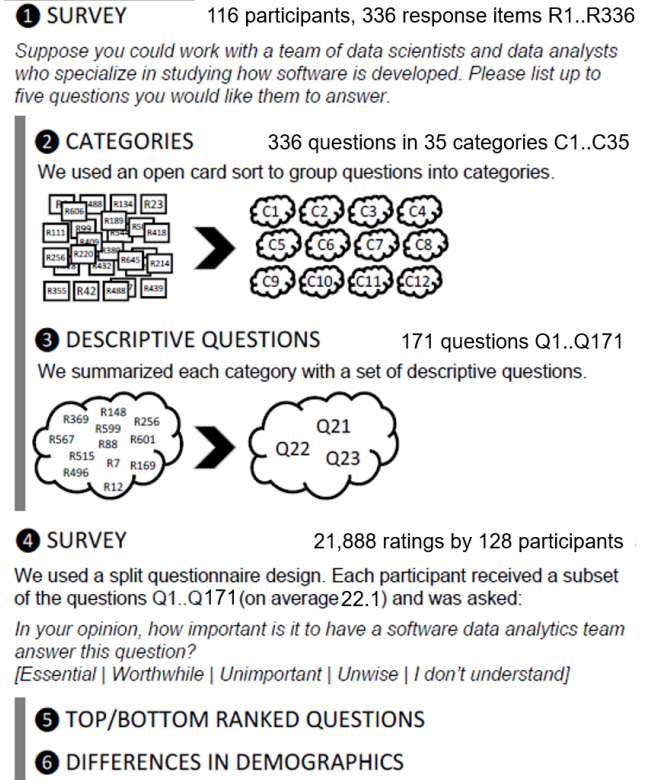 1 SURVEY 116 participants, 336 response items R1..R336
Suppose you could work with a team of data scientists and data analysts
who specialize in studying how software is developed. Please list up to
five questions you would like them to answer.
2 CATEGORIES 336 questions in 35 categories C1..C35
We used an open card sort to group questions into categories.
488 R134 R23
R606
R189
R111 R99 R418
R409 R380
R256 R220 R645 R214
R432
R355 R42 R488 R439
C1 C2 C3 C4
C5 C6 C7 C8
C9 C10 C11 C12
3 DESCRIPTIVE QUESTIONS 171 questions Q1..Q171
We summarized each category with a set of descriptive questions.
R369 R148 R256
R599
R567 R88 R601
R515 R7 R169
R496
R12
Q21
Q22 Q23
4 SURVEY 21,888 ratings by 128 participants
We used a split questionnaire design. Each participant received a subset
of the questions Q1..Q171(on average 22.1) and was asked:
In your opinion, how important is it to have a software data analytics team
answer this question?
[Essential | Worthwhile | Unimportant | Unwise | I don't understand]
5 TOP/BOTTOM RANKED QUESTIONS
6 DIFFERENCES IN DEMOGRAPHICS